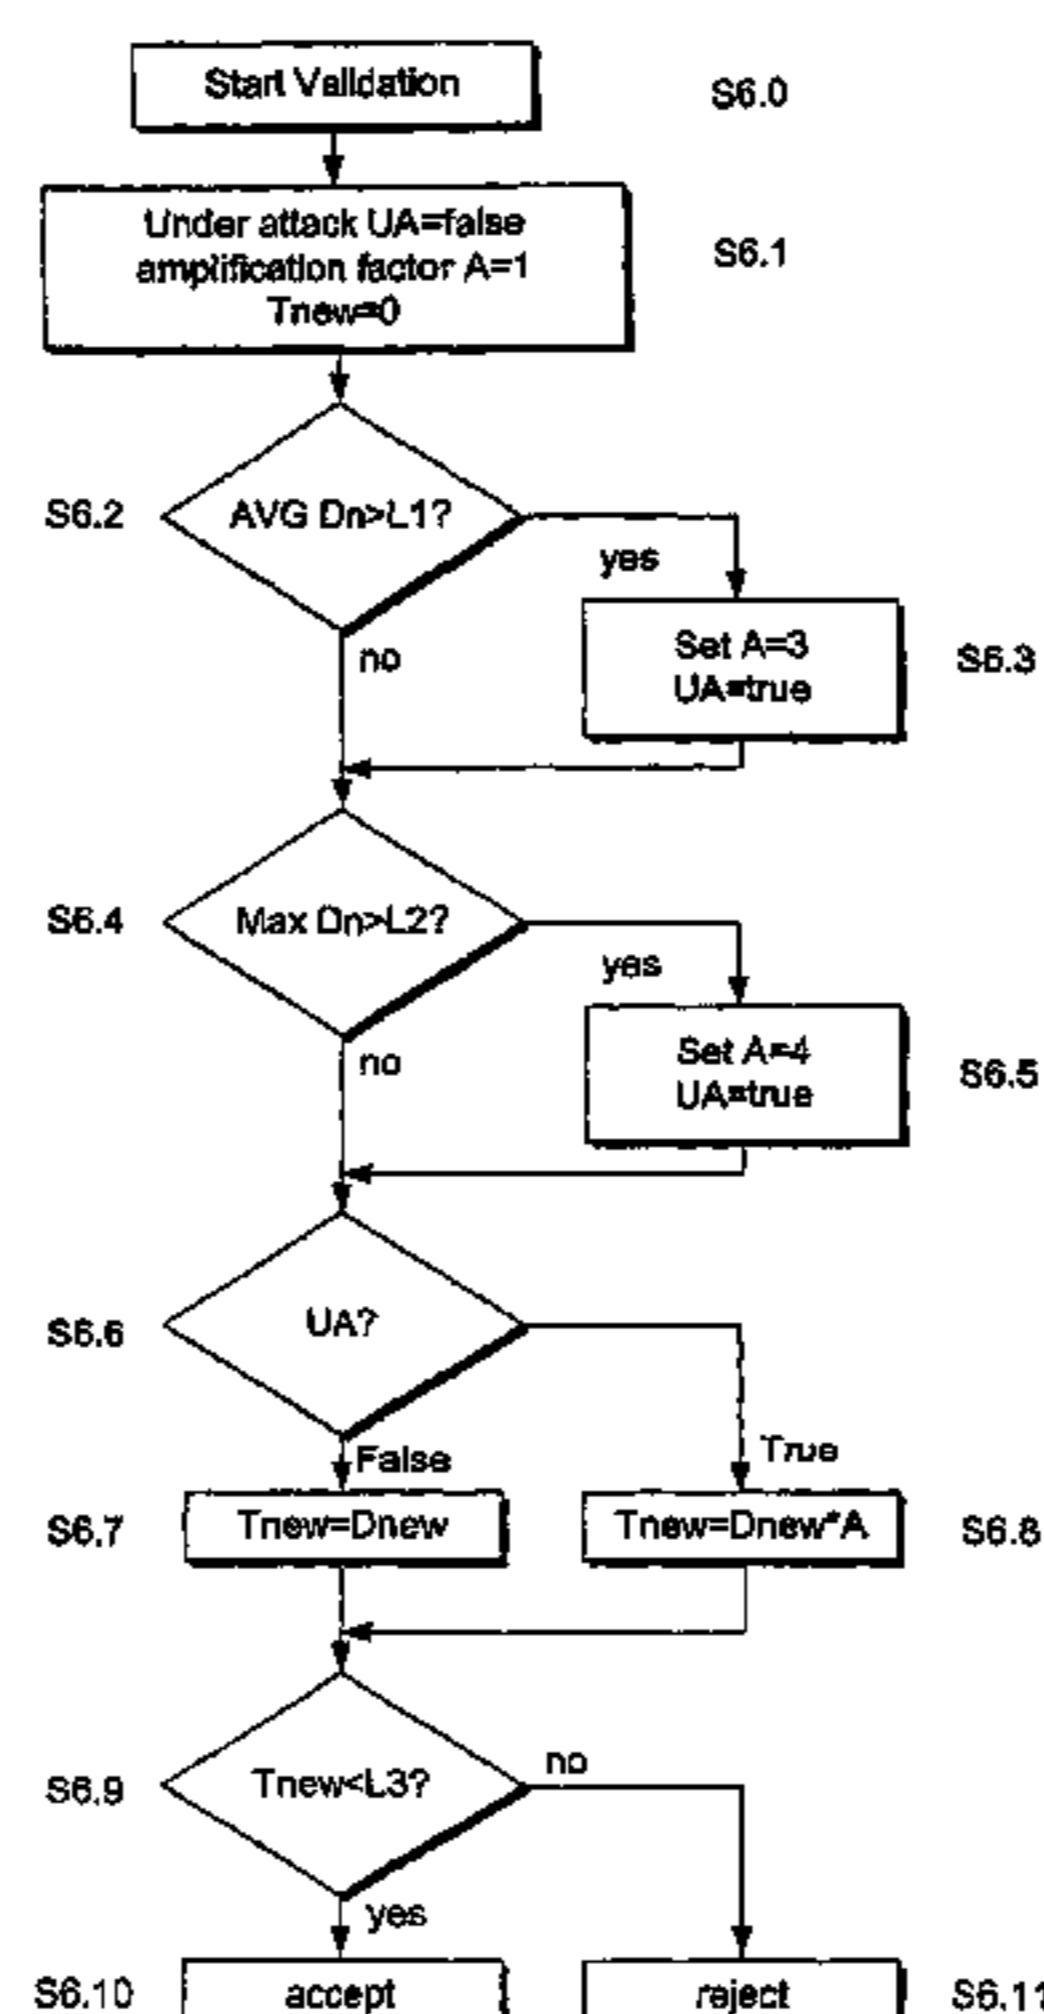 Start Validation
S6.0
Under attack UA=false
amplification factor A=1
Tnew=0
S6.1
S6.2
AVG Dn>L1?
yes
no
Set A=3
UA=true
S6.3
S6.4
Max Dn>L2?
yes
no
Set A=4
UA=true
S6.5
S6.6
UA?
False
True
S6.7
Tnew=Dnew
Tnew=Dnew*A
S6.8
S6.9
Tnew<L3?
no
yes
S6.10
accept
reject
S6.11